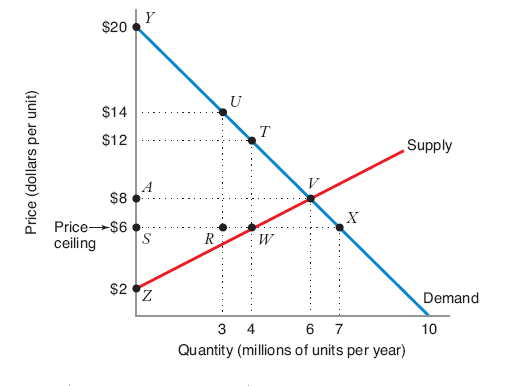 Price (dollars per unit)
$20
Y
$14
U
$12
T
Supply
$8
A
V
Price
ceiling
$6
S
R
W
X
$2
Z
Demand
3 4 6 7 10
Quantity (millions of units per year)